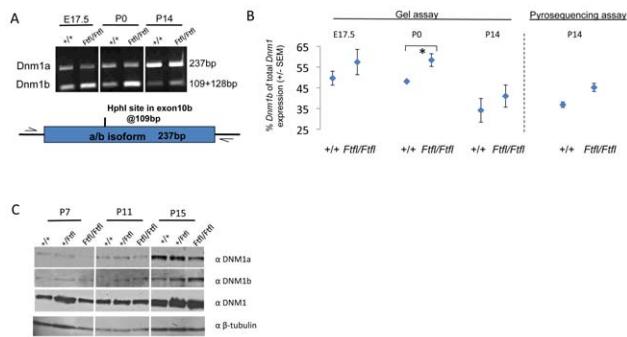 A
E17.5 P0 P14
+/+ Ftfl/Ftfl +/+ Ftfl/Ftfl +/+ Ftfl/Ftfl
Dnm1a 237bp
Dnm1b 109+128bp
HphI site in exon10b
@109bp
a/b isoform 237bp
B
Gel assay Pyrosequencing assay
E17.5 P0 P14 P14
*
% Dnm1b of total Dnm1
expression (+/- SEM)
65
55
45
35
25
+/+ Ftfl/Ftfl +/+ Ftfl/Ftfl +/+ Ftfl/Ftfl +/+ Ftfl/Ftfl
C
P7 P11 P15
+/+ +/Ftfl Ftfl/Ftfl +/+ +/Ftfl Ftfl/Ftfl +/+ +/Ftfl Ftfl/Ftfl
α DNM1a
α DNM1b
α DNM1
α β-tubulin